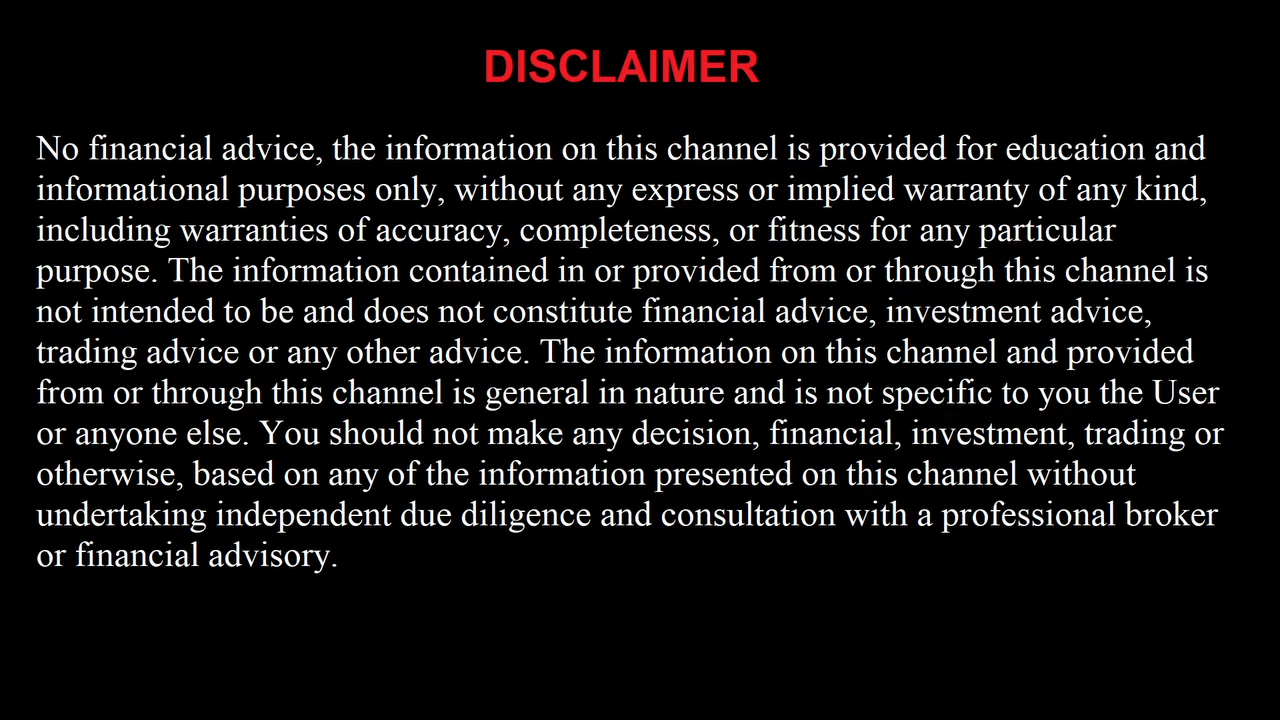 DISCLAIMER
No financial advice, the information on this channel is provided for education and
informational purposes only, without any express or implied warranty of any kind,
including warranties of accuracy, completeness, or fitness for any particular
purpose. The information contained in or provided from or through this channel is
not intended to be and does not constitute financial advice, investment advice,
trading advice or any other advice. The information on this channel and provided
from or through this channel is general in nature and is not specific to you the User
or anyone else. You should not make any decision, financial, investment, trading or
otherwise, based on any of the information presented on this channel without
undertaking independent due diligence and consultation with a professional broker
or financial advisory.